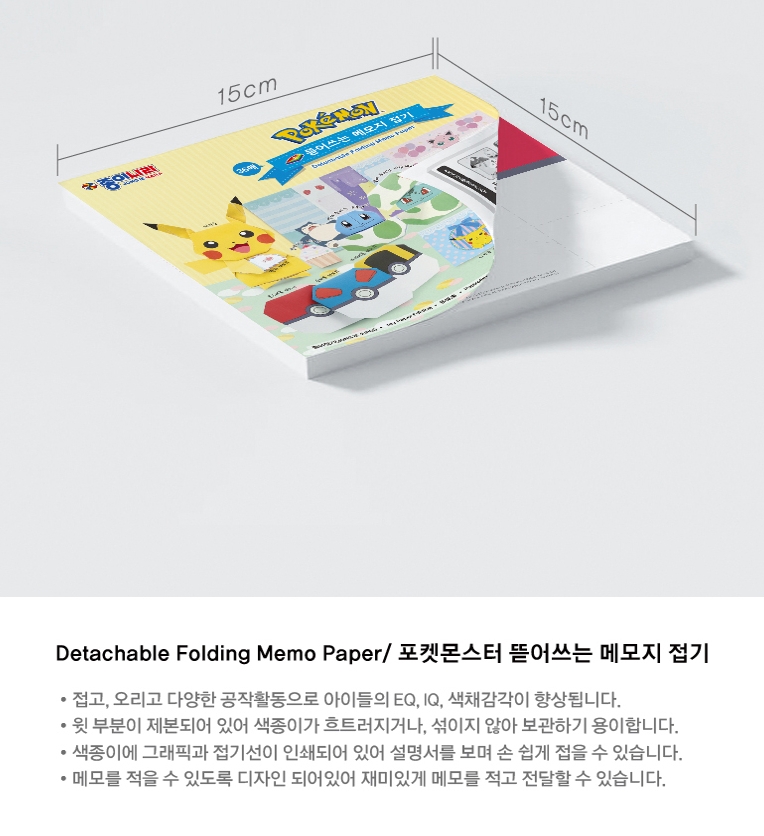 15cm
15cm
POKéMON
뜯어쓰는 메모지 접기
Detachable Folding Memo Paper
36매
종이나라
Detachable Folding Memo Paper/ 포켓몬스터 뜯어쓰는 메모지 접기
• 접고, 오리고 다양한 공작활동으로 아이들의 EQ, IQ, 색채감각이 향상됩니다.
• 윗 부분이 제본되어 있어 색종이가 흐트러지거나, 섞이지 않아 보관하기 용이합니다.
• 색종이에 그래픽과 접기선이 인쇄되어 있어 설명서를 보며 손 쉽게 접을 수 있습니다.
• 메모를 적을 수 있도록 디자인 되어있어 재미있게 메모를 적고 전달할 수 있습니다.